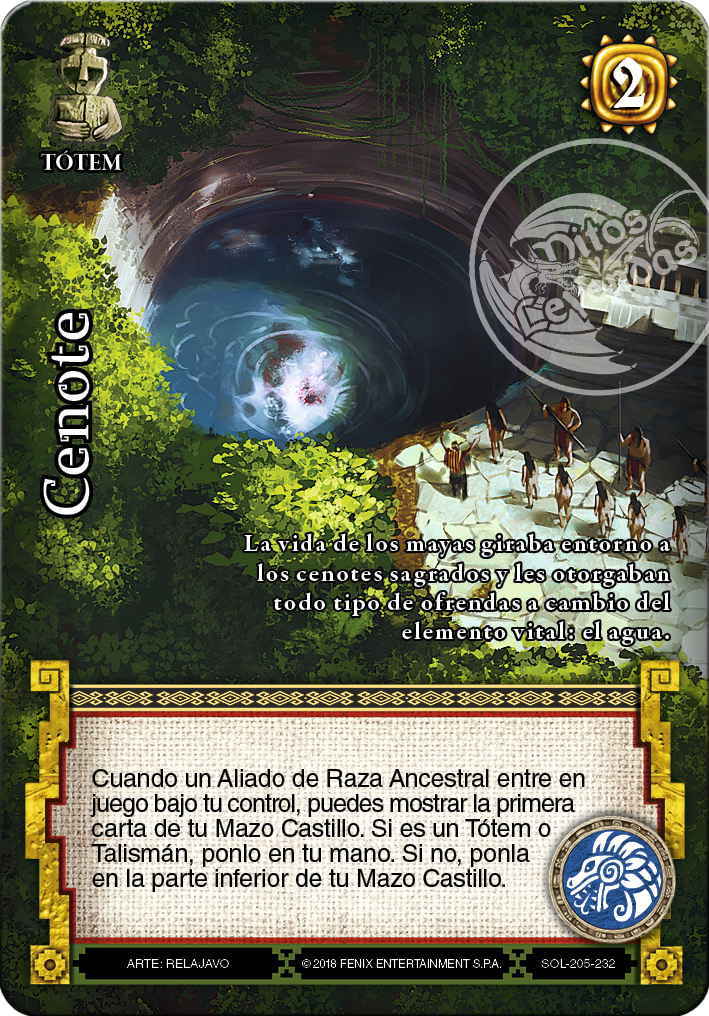 2
TÓTEM
Mitos
Leyendas
Cenote
La vida de los mayas giraba entorno a
los cenotes sagrados y les otorgaban
todo tipo de ofrendas a cambio del
elemento vital: el agua.
Cuando un Aliado de Raza Ancestral entre en
juego bajo tu control, puedes mostrar la primera
carta de tu Mazo Castillo. Si es un Tótem o
Talismán, ponlo en tu mano. Si no, ponla
en la parte inferior de tu Mazo Castillo.
ARTE: RELAJAVO
© 2018 FENIX ENTERTAINMENT S.P.A.
SOL-205-232